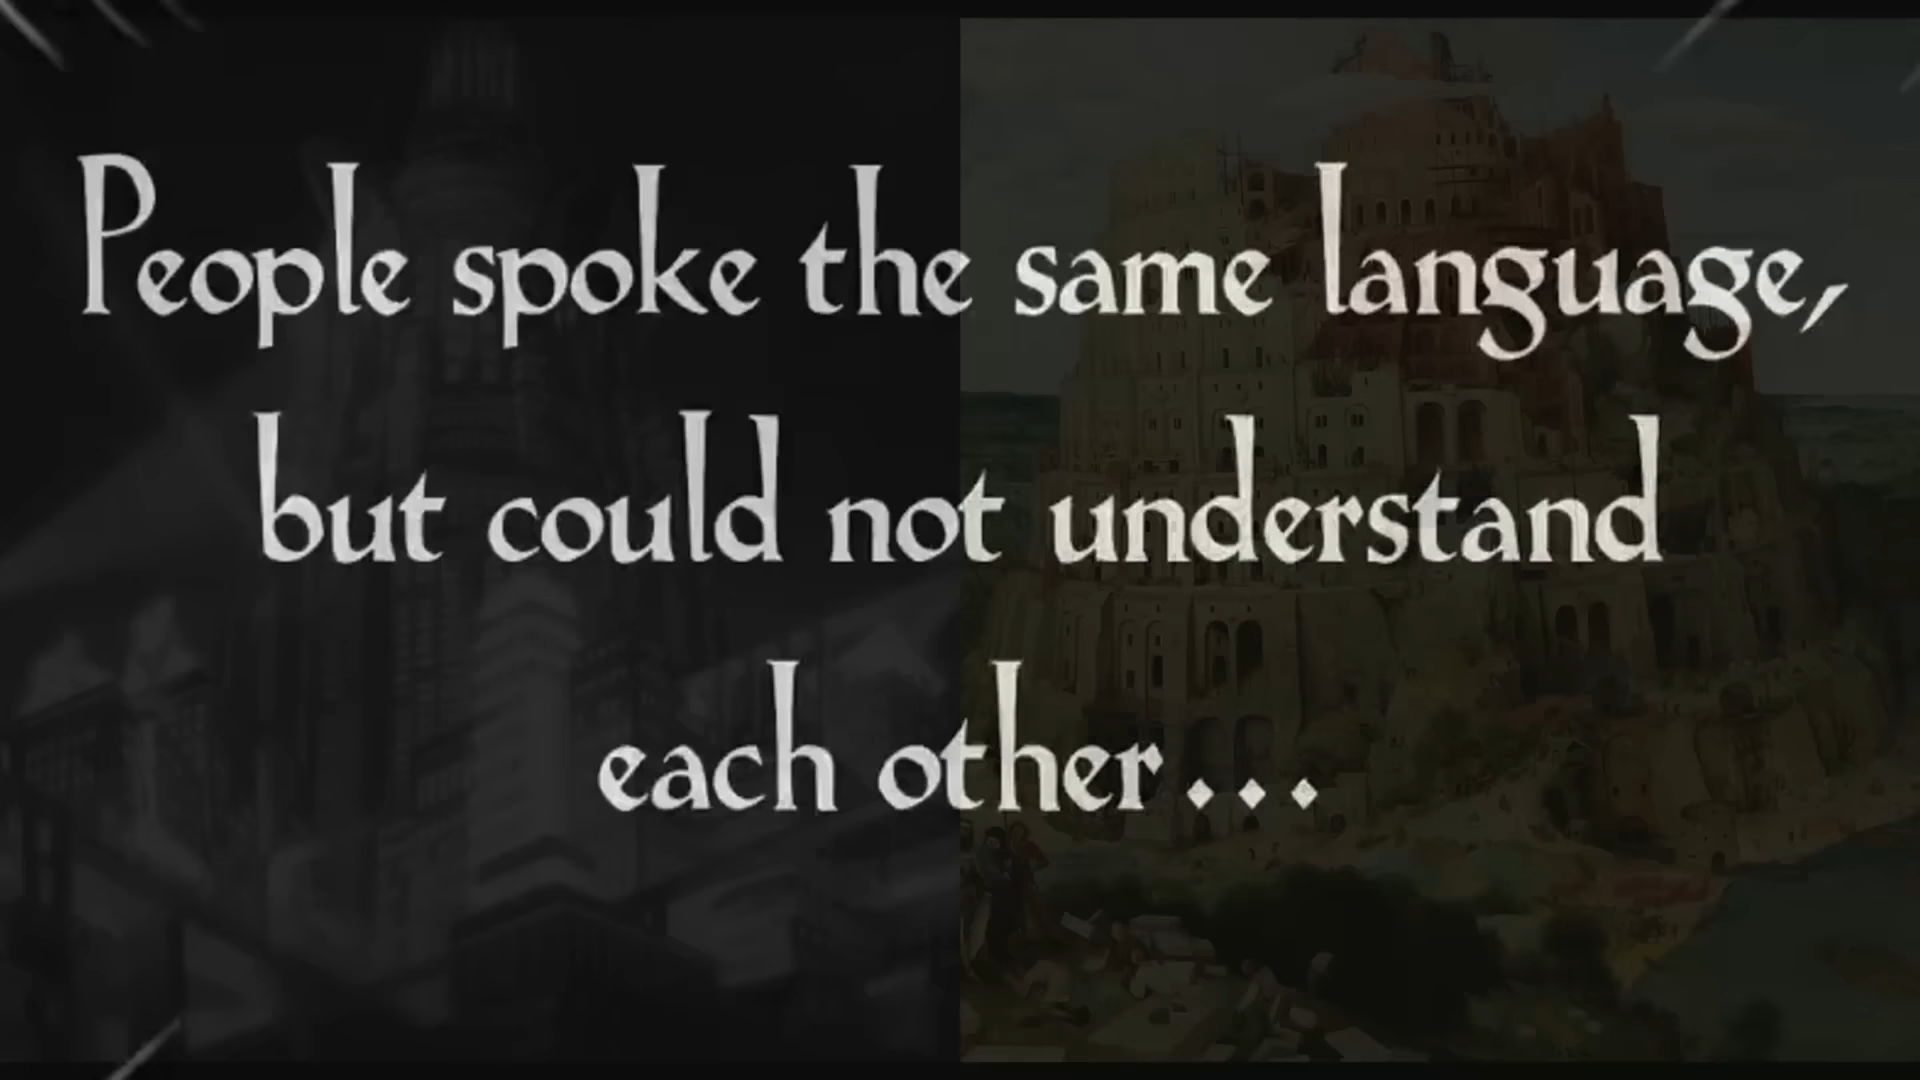 People spoke the same language,
but could not understand
each other...